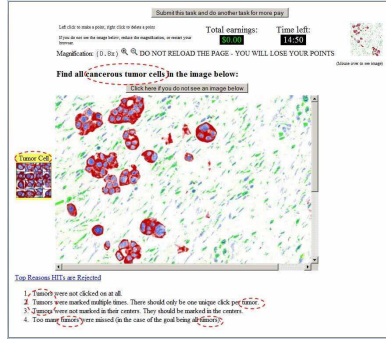 Submit this task and do another task for more pay
Left click to make a point, right click to delete a point
If you do not see the image below, reduce the magnification, or restart your browser.
Total earnings:
$0.00
Time left:
14:50
Magnification: (0.8x) DO NOT RELOAD THE PAGE - YOU WILL LOSE YOUR POINTS
(Mouse over to see image)
Find all cancerous tumor cells in the image below:
Click here if you do not see an image below
Tumor Cell
Top Reasons HITs are Rejected
1. Tumors were not clicked on at all.
2. Tumors were marked multiple times. There should only be one unique click per tumor.
3. Tumors were not marked in their centers. They should be marked in the centers.
4. Too many tumors were missed (in the case of the goal being all tumors).